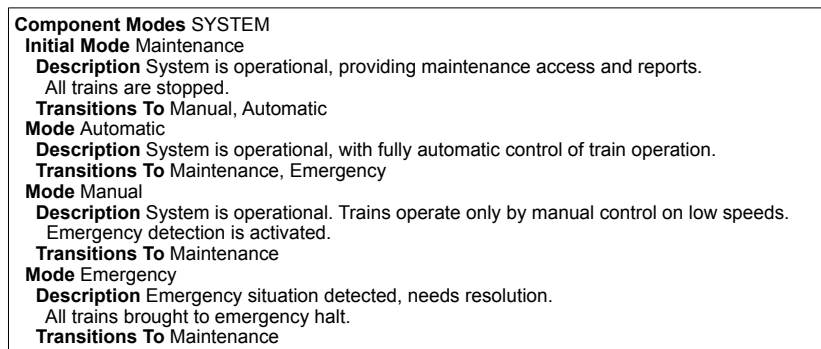 Component Modes SYSTEM
Initial Mode Maintenance
Description System is operational, providing maintenance access and reports.
All trains are stopped.
Transitions To Manual, Automatic
Mode Automatic
Description System is operational, with fully automatic control of train operation.
Transitions To Maintenance, Emergency
Mode Manual
Description System is operational. Trains operate only by manual control on low speeds.
Emergency detection is activated.
Transitions To Maintenance
Mode Emergency
Description Emergency situation detected, needs resolution.
All trains brought to emergency halt.
Transitions To Maintenance